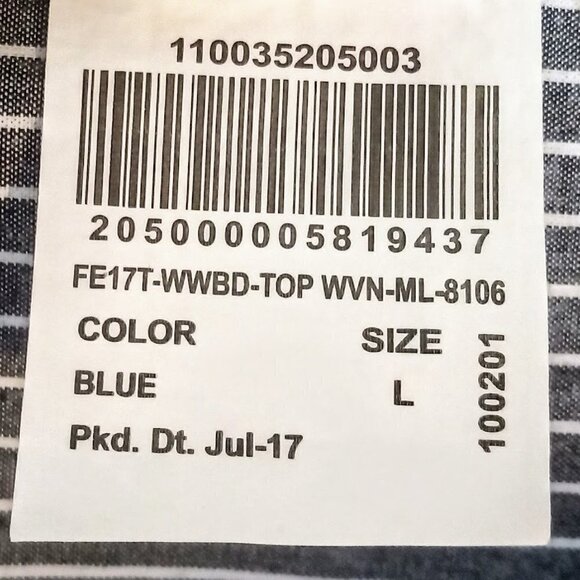 110035205003
2050000005819437
FE17T-WWBD-TOP WVN-ML-8106
COLOR SIZE
BLUE L
100201
Pkd. Dt. Jul-17